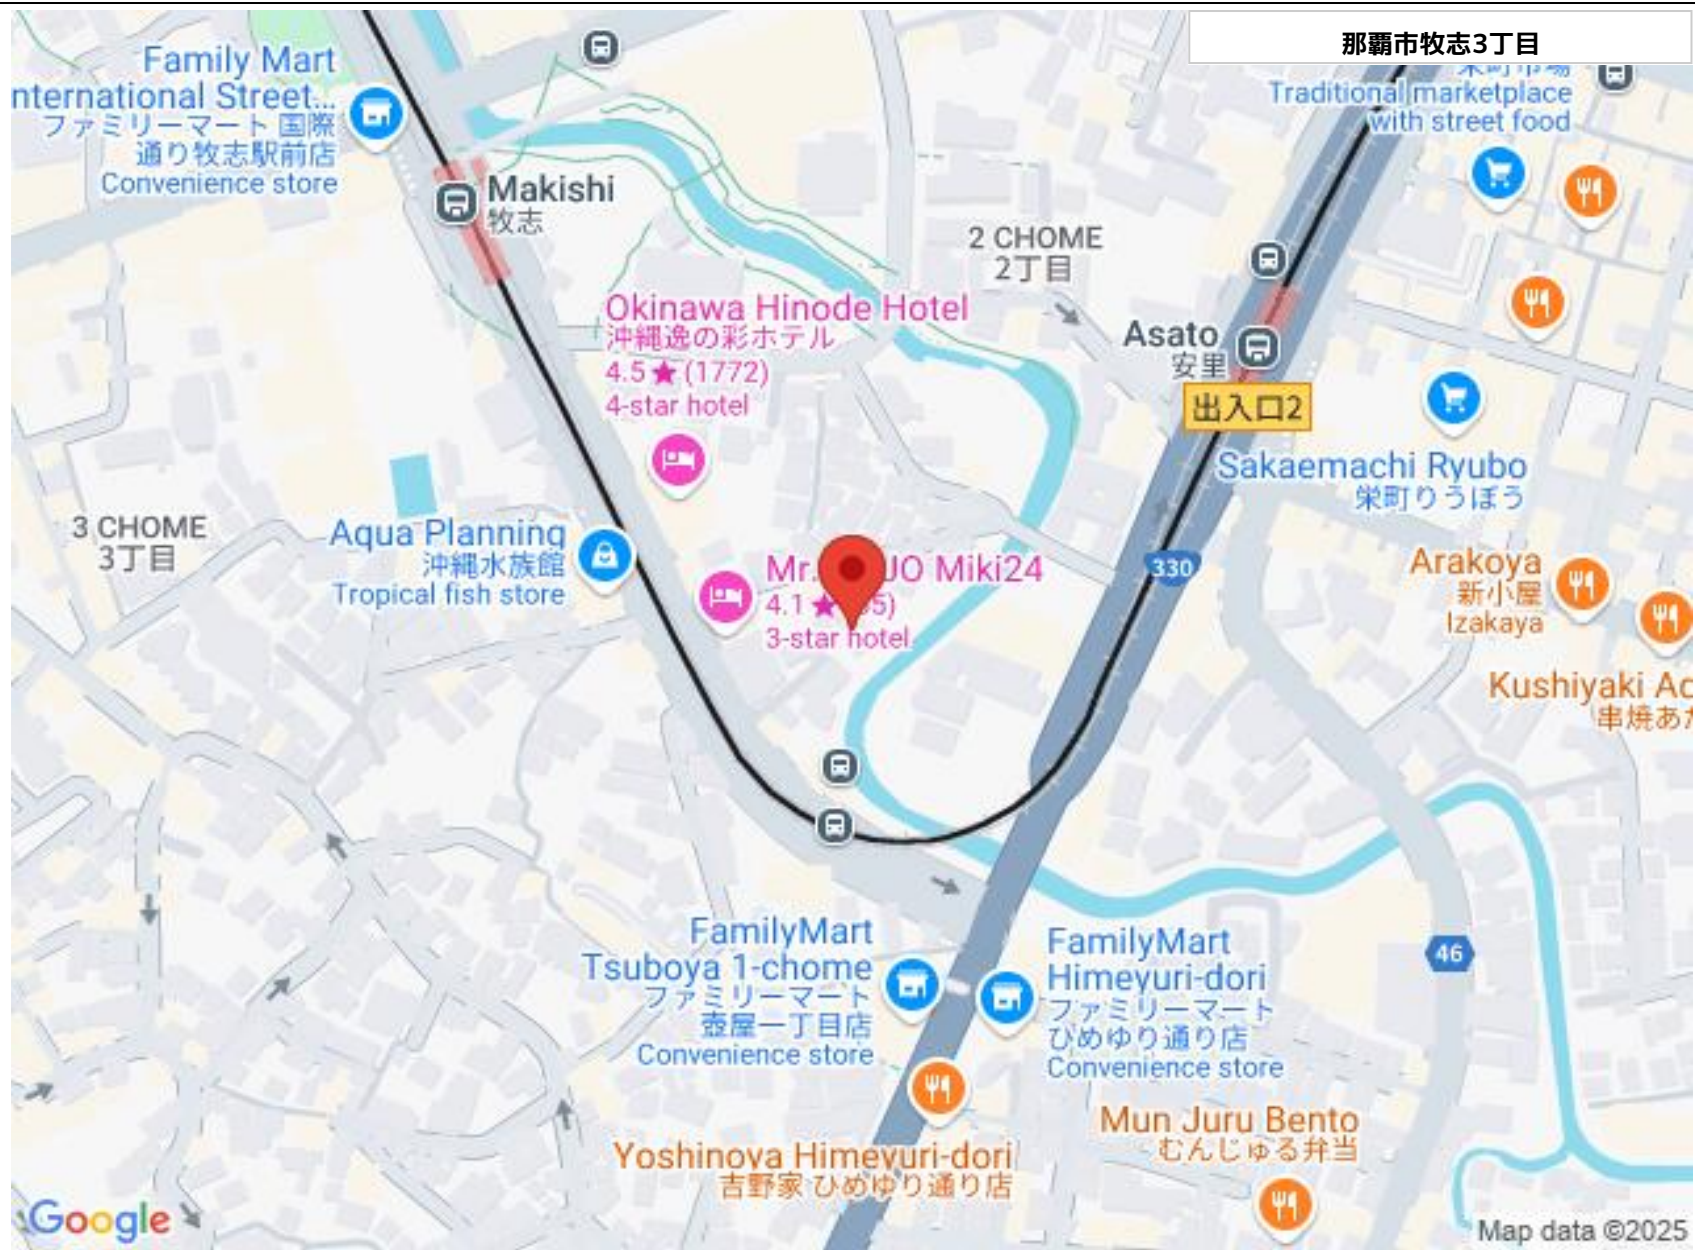 那覇市牧志3丁目
Family Mart
nternational Street...
ファミリーマート 国際
通り牧志駅前店
Convenience store
Makishi
牧志
栄町市場
Traditional marketplace
with street food
2 CHOME
2丁目
Okinawa Hinode Hotel
沖縄逸の彩ホテル
4.5★(1772)
4-star hotel
Asato
安里
出入口2
Sakaemachi Ryubo
栄町りうぼう
3 CHOME
3丁目
Aqua Planning
沖縄水族館
Tropical fish store
Mr. JO Miki24
4.1★ 5)
3-star hotel
330
Arakoya
新小屋
Izakaya
Kushiyaki
串焼あ
FamilyMart
Tsuboya 1-chome
ファミリーマート
壺屋一丁目店
Convenience store
FamilyMart
Himeyuri-dori
ファミリーマート
ひめゆり通り店
Convenience store
46
Mun Juru Bento
むんじゅる弁当
Yoshinoya Himeyuri-dori
吉野家 ひめゆり通り店
Google
Map data ©2025